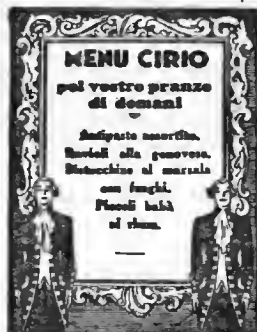 MENU CIRIO
pel vostro pranzo
di domani
Antipasto assortito.
Ravioli alla genovese.
al marsala
con funghi.
Piccoli babà
al rhum.